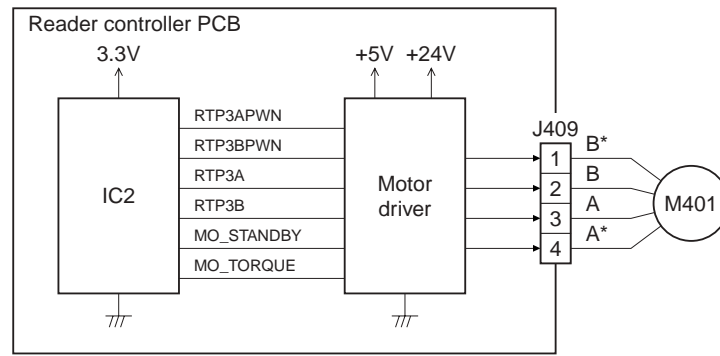 Reader controller PCB
3.3V
+5V +24V
RTP3APWN
RTP3BPWN
RTP3A
RTP3B
MO_STANDBY
MO_TORQUE
IC2
Motor
driver
J409
1
2
3
4
B*
B
A
A*
M401